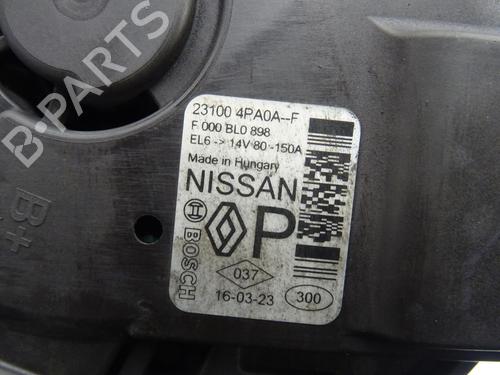 B-PARTS
23100 4PA0A--F
F 000 BL0 898
EL6 -> 14V 80 -150A
Made in Hungary
NISSAN
BOSCH
P
037
16-03-23
300
B+